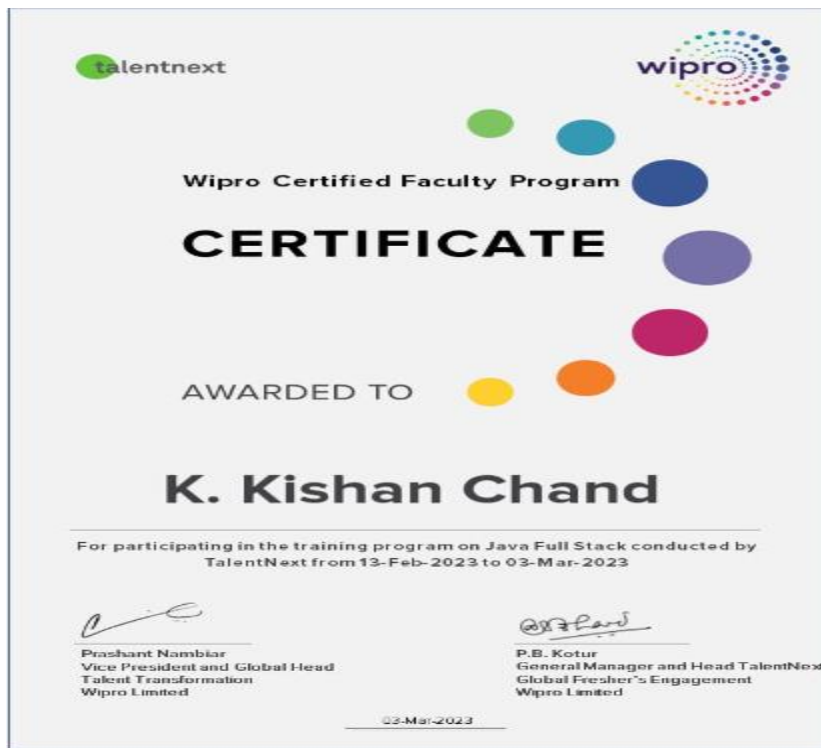 talentnext
wipro
Wipro Certified Faculty Program
CERTIFICATE
AWARDED TO
K. Kishan Chand
For participating in the training program on Java Full Stack conducted by
TalentNext from 13-Feb-2023 to 03-Mar-2023
Prashant Nambiar
Vice President and Global Head
Talent Transformation
Wipro Limited
P.B. Kotur
General Manager and Head TalentNext
Global Fresher's Engagement
Wipro Limited
03-Mar-2023